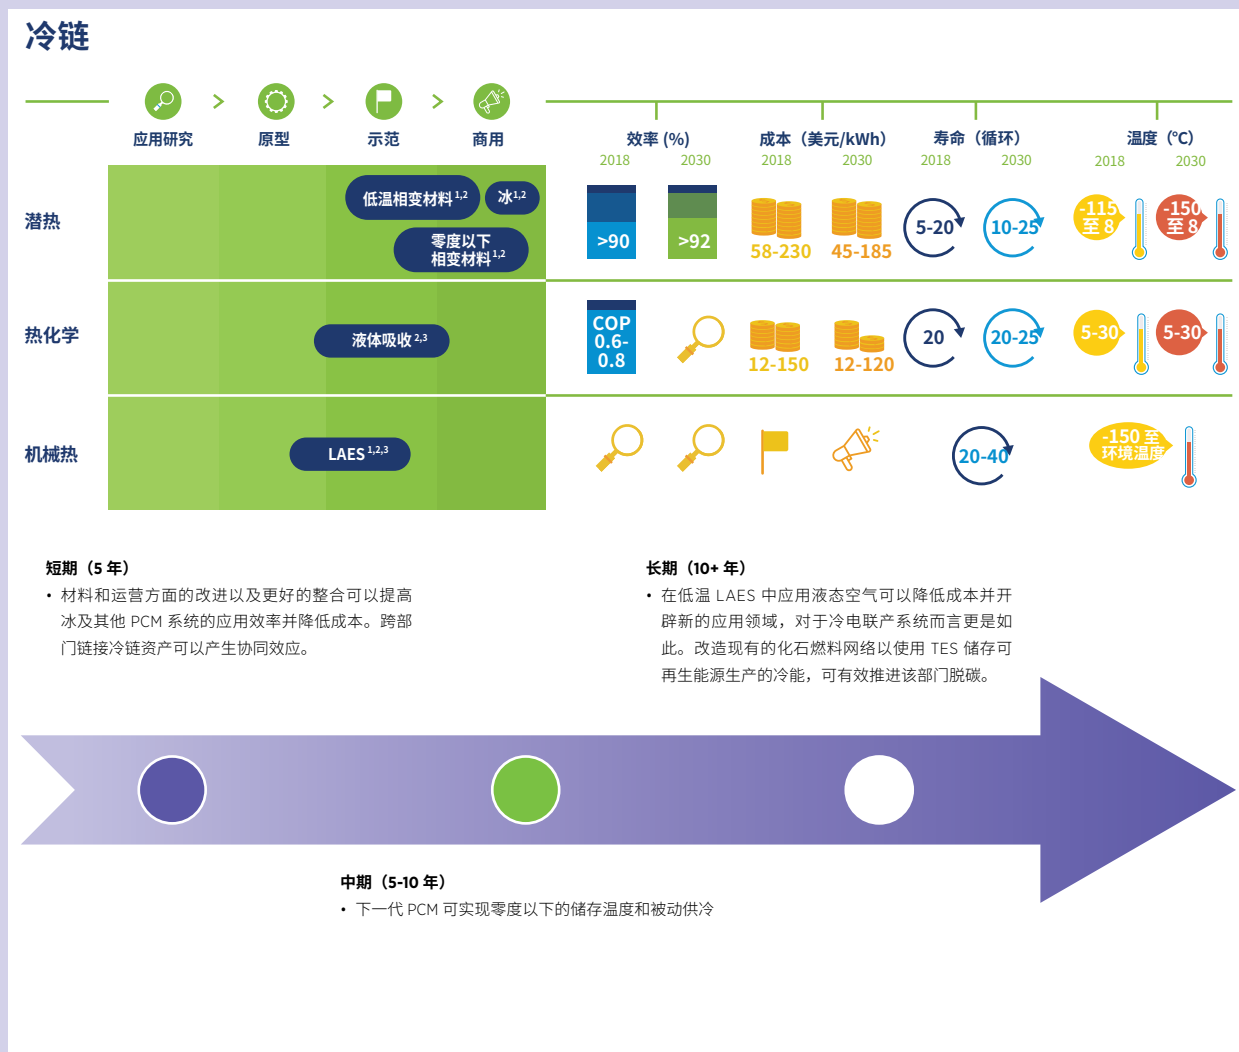 冷链
应用研究
原型
示范
商用
效率 (%)
成本（美元/kWh）
寿命（循环）
温度（°C）
2018
2030
2018
2030
2018
2030
2018
2030
潜热
低温相变材料 1,2
冰1,2
零度以下
相变材料 1,2
>90
>92
58-230
45-185
5-20
10-25
-115
至 8
-150
至 8
热化学
液体吸收 2,3
COP
0.6-
0.8
12-150
12-120
20
20-25
5-30
5-30
机械热
LAES 1,2,3
20-40
-150 至
环境温度
短期（5 年）
• 材料和运营方面的改进以及更好的整合可以提高
冰及其他 PCM 系统的应用效率并降低成本。跨部
门链接冷链资产可以产生协同效应。
长期（10+ 年）
• 在低温 LAES 中应用液态空气可以降低成本并开
辟新的应用领域，对于冷电联产系统而言更是如
此。改造现有的化石燃料网络以使用 TES 储存可
再生能源生产的冷能，可有效推进该部门脱碳。
中期（5-10 年）
• 下一代 PCM 可实现零度以下的储存温度和被动供冷